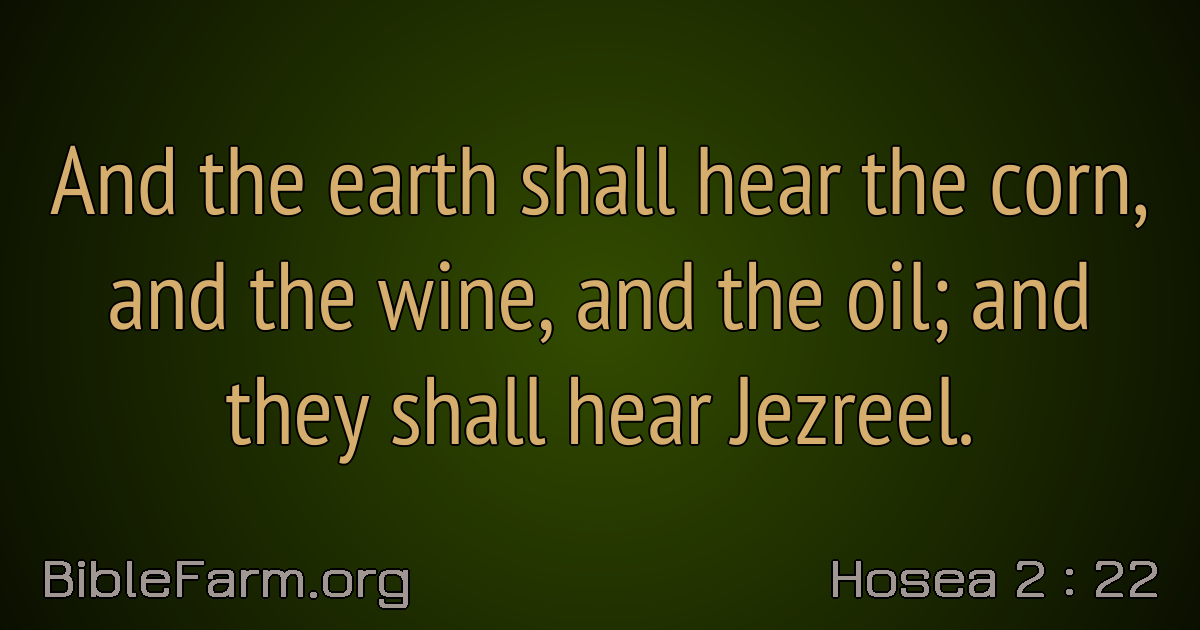 And the earth shall hear the corn,
and the wine, and the oil; and
they shall hear Jezreel.
BibleFarm.org
Hosea 2 : 22